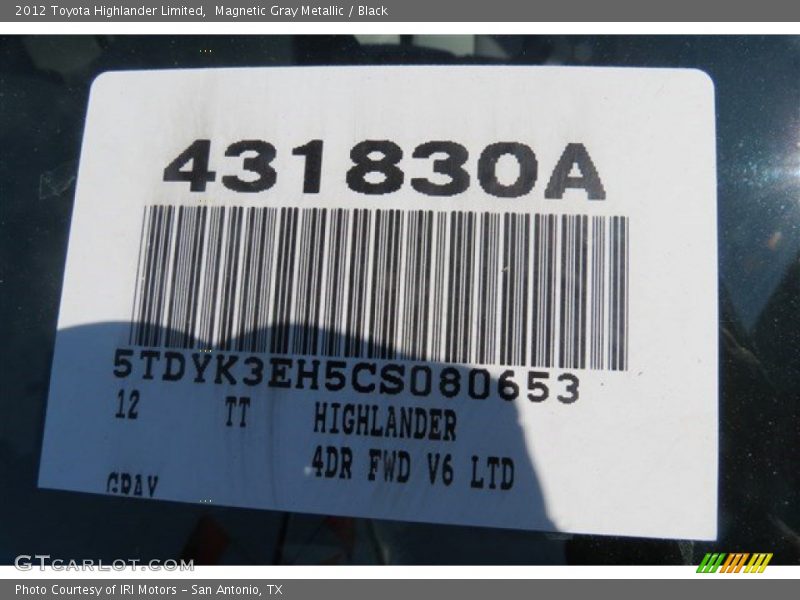 2012 Toyota Highlander Limited,  Magnetic Gray Metallic / Black
431830A
5TDYK3EH5CS080653
12 TT HIGHLANDER
4DR FWD V6 LTD
GRAY
GTcarlot.com
Photo Courtesy of IRI Motors – San Antonio, TX